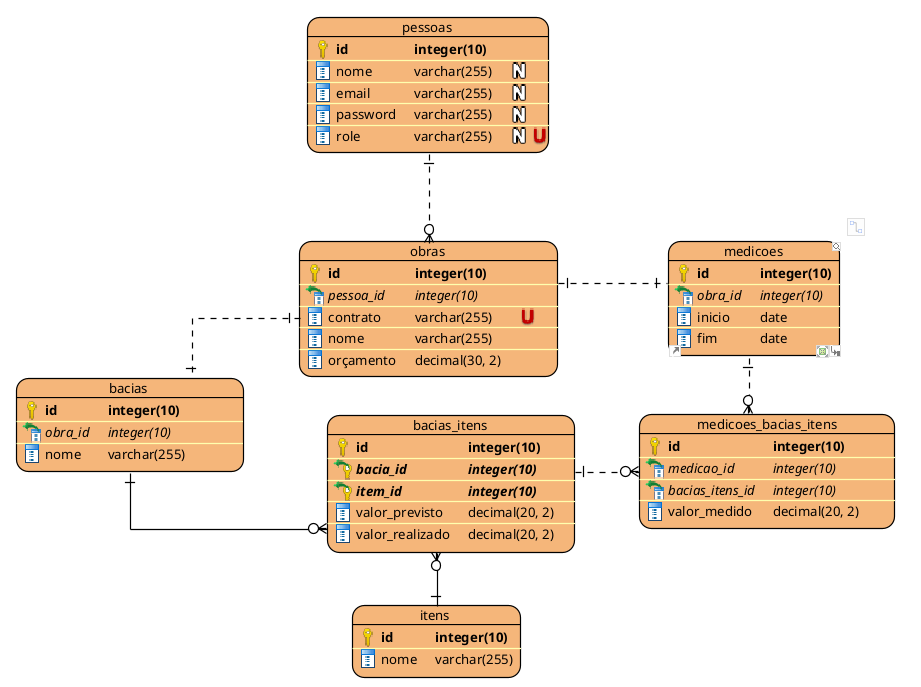 pessoas
id integer(10)
nome varchar(255) N
email varchar(255) N
password varchar(255) N
role varchar(255) N U
obras
id integer(10)
pessoa_id integer(10)
contrato varchar(255) U
nome varchar(255)
orçamento decimal(30, 2)
medicoes
id integer(10)
obra_id integer(10)
inicio date
fim date
bacias
id integer(10)
obra_id integer(10)
nome varchar(255)
bacias_itens
id integer(10)
bacia_id integer(10)
item_id integer(10)
valor_previsto decimal(20, 2)
valor_realizado decimal(20, 2)
medicoes_bacias_itens
id integer(10)
medicao_id integer(10)
bacias_itens_id integer(10)
valor_medido decimal(20, 2)
itens
id integer(10)
nome varchar(255)